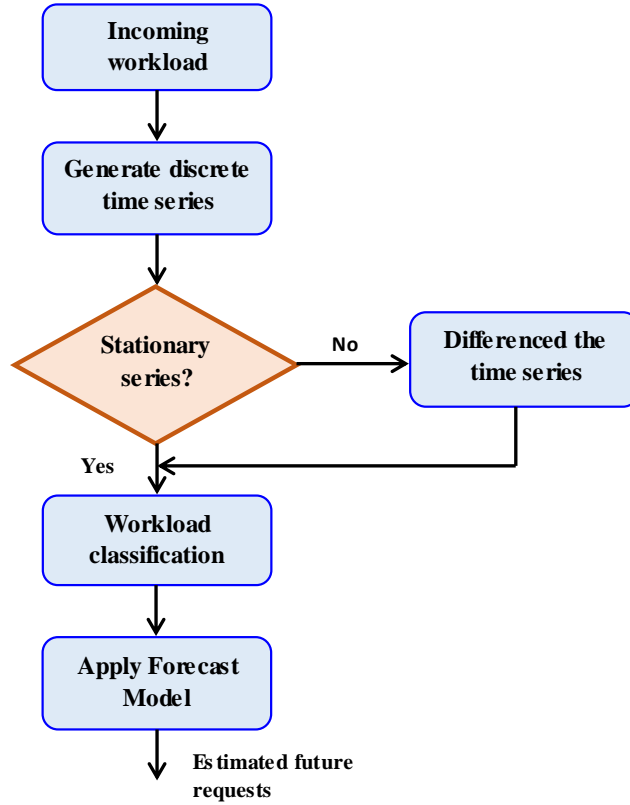 Incoming
workload
Generate discrete
time series
Stationary
series?
No
Differenced the
time series
Yes
Workload
classification
Apply Forecast
Model
Estimated future
requests